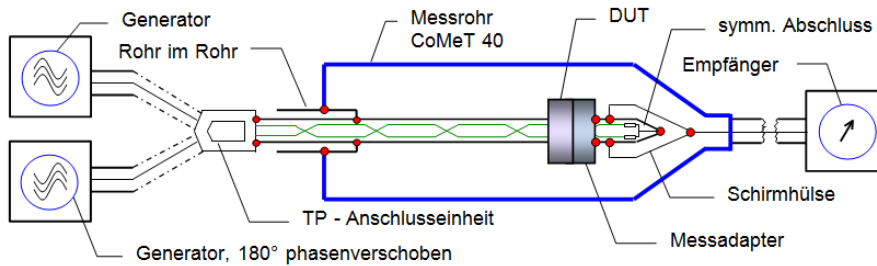 Generator
Rohr im Rohr
Messrohr
CoMeT 40
DUT
symm. Abschluss
Empfänger
TP - Anschlusseinheit
Generator, 180° phasenverschoben
Schirmhülse
Messadapter